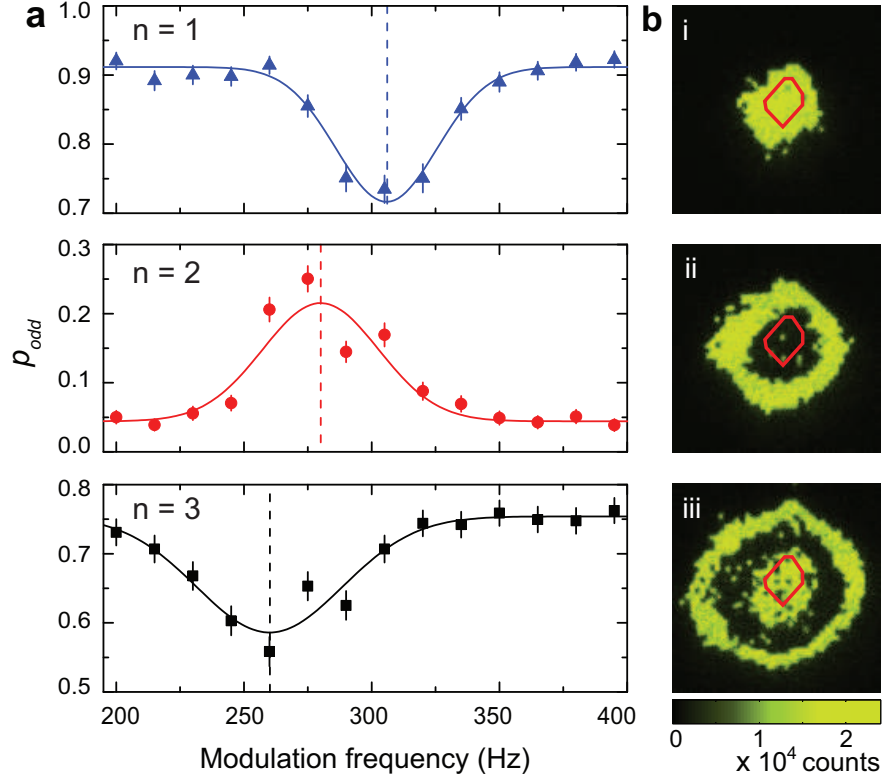 a
n = 1
1.0
0.9
0.8
0.7
n = 2
0.3
0.2
0.1
0.0
p_odd
n = 3
0.8
0.7
0.6
0.5
200
250
300
350
400
Modulation frequency (Hz)
b
i
ii
iii
0
1
2
x 10^4 counts